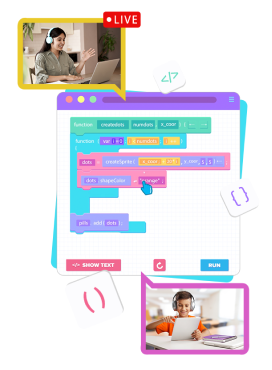 LIVE
</>
function createdots numdots x_coor
function var i = 0 i numdots
dots = createSprite x_coor
dots shapeColor = "orange"
{ }
pills add dots
</> SHOW TEXT
RUN
( )